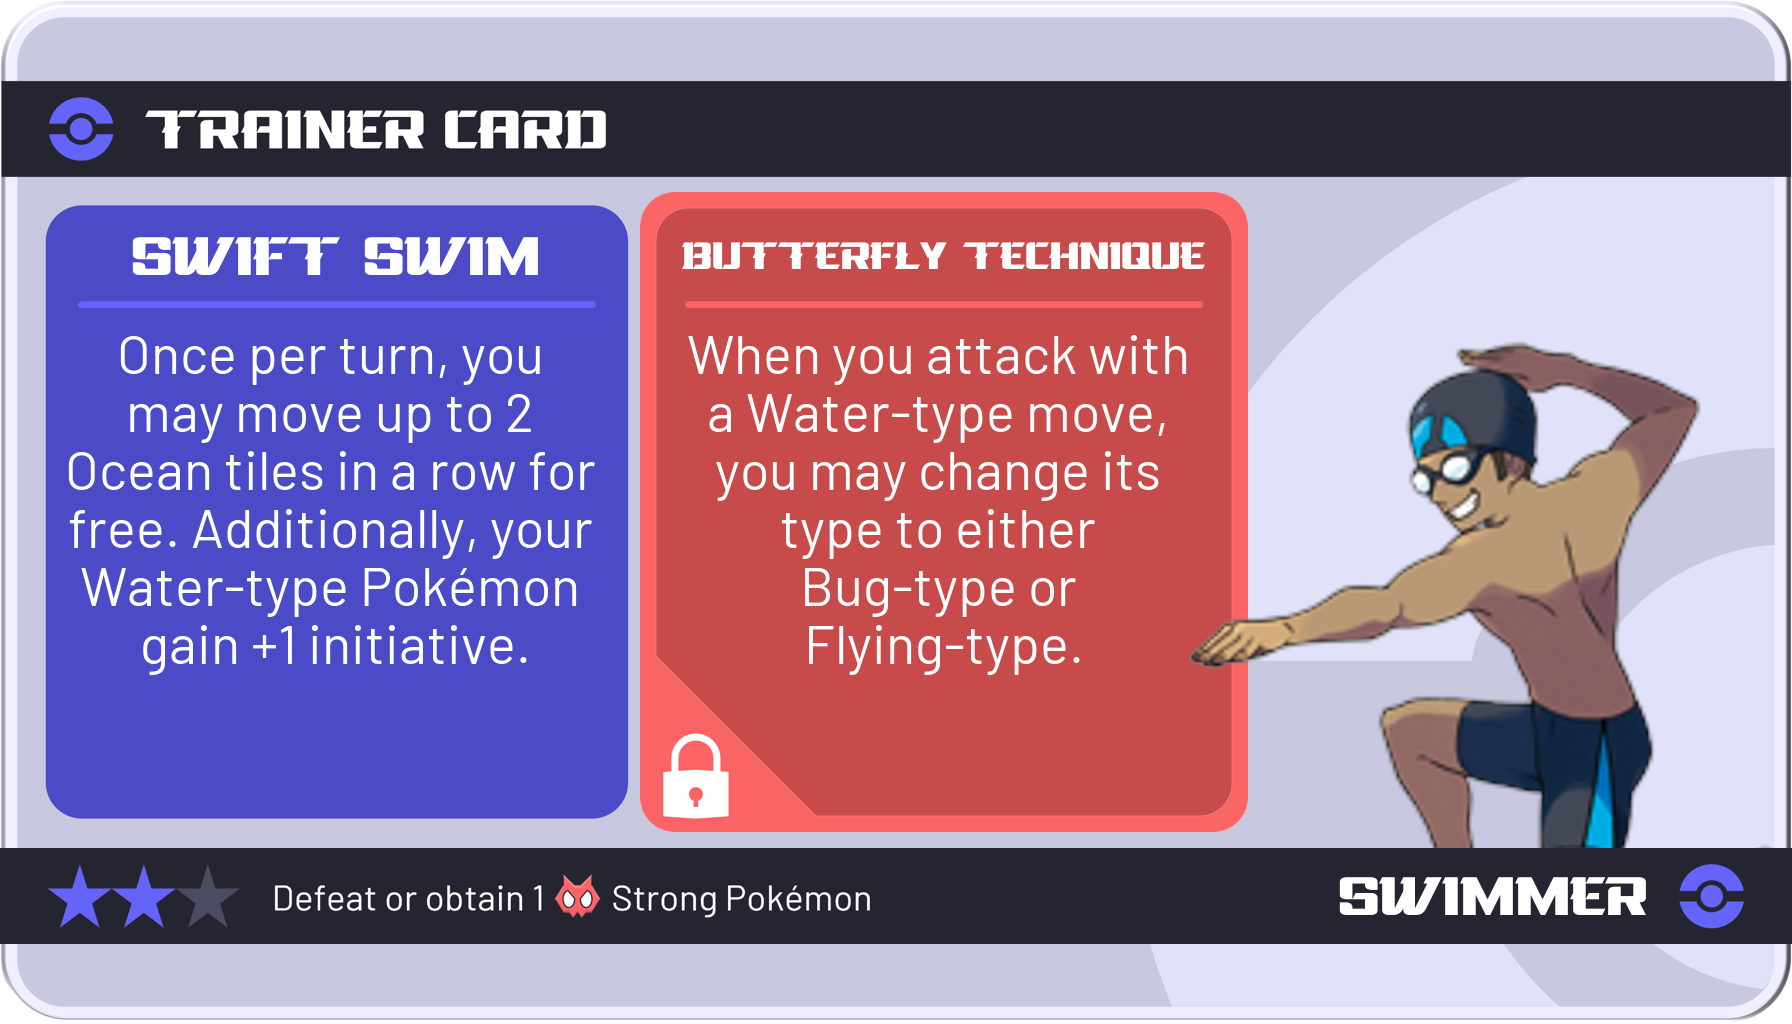 TRAINER CARD
SWIFT SWIM
Once per turn, you
may move up to 2
Ocean tiles in a row for
free. Additionally, your
Water-type Pokémon
gain +1 initiative.
BUTTERFLY TECHNIQUE
When you attack with
a Water-type move,
you may change its
type to either
Bug-type or
Flying-type.
Defeat or obtain 1 Strong Pokémon
SWIMMER